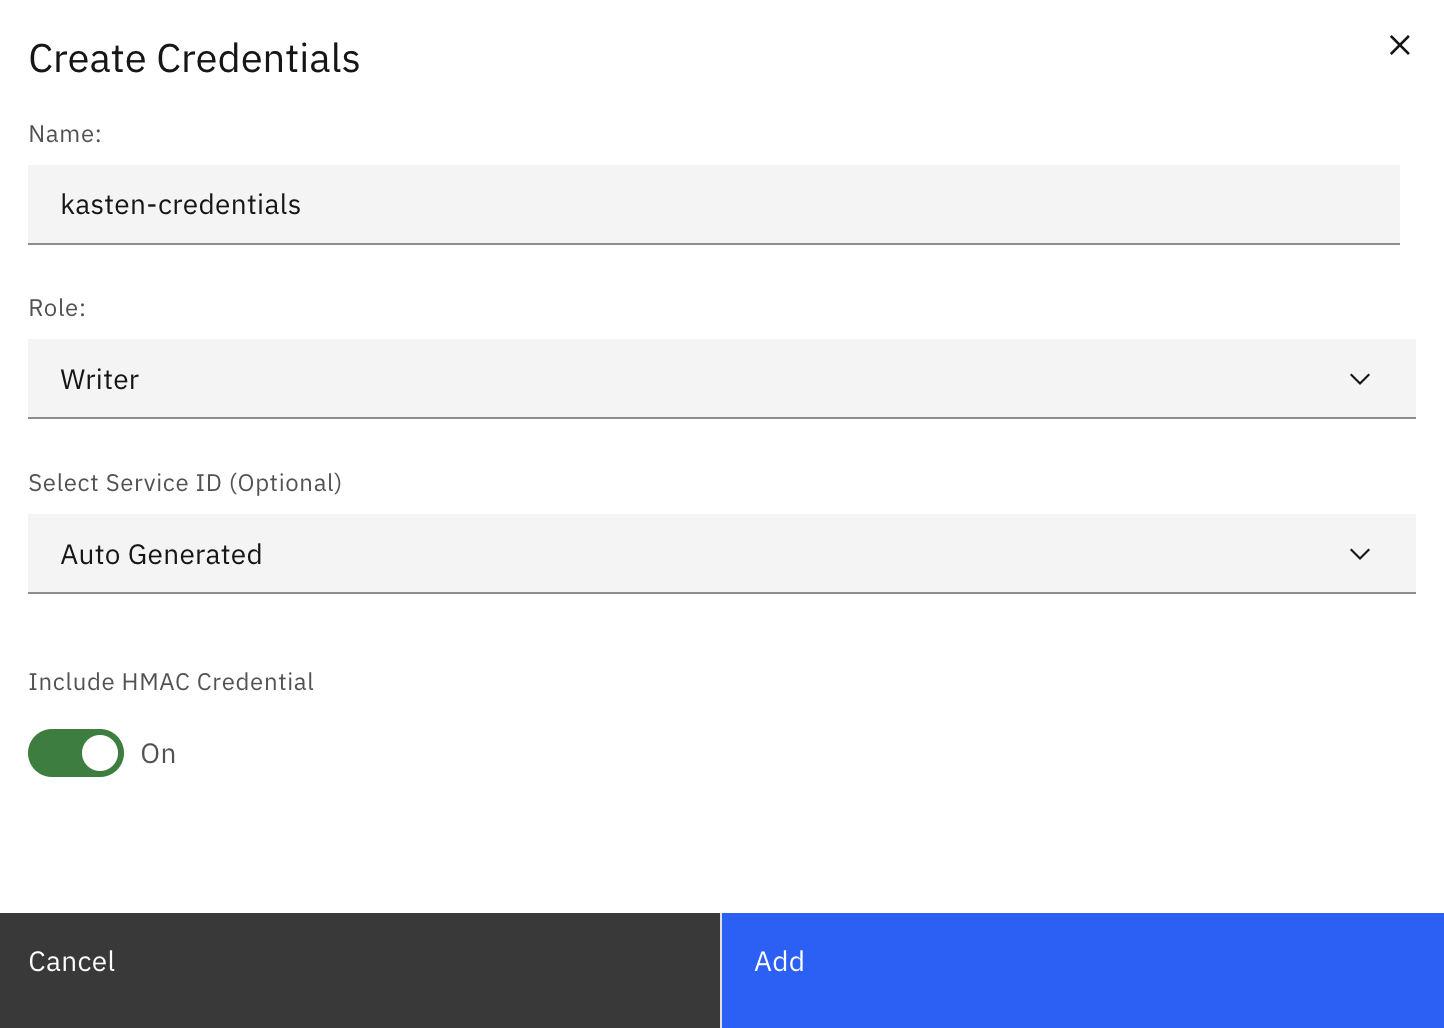 Create Credentials
Name:
kasten-credentials
Role:
Writer
Select Service ID (Optional)
Auto Generated
Include HMAC Credential
On
Cancel
Add